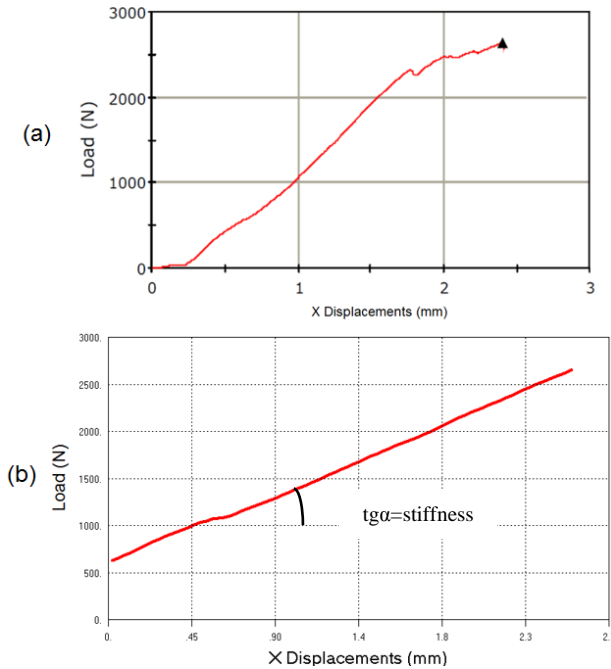 3000
2000
1000
0
Load (N)
(a)
0 1 2 3
X Displacements (mm)
3000.
2500.
2000.
1500.
1000.
500.
0.
Load (N)
(b)
tgα=stiffness
0. .45 .90 1.4 1.8 2.3 2.
X Displacements (mm)